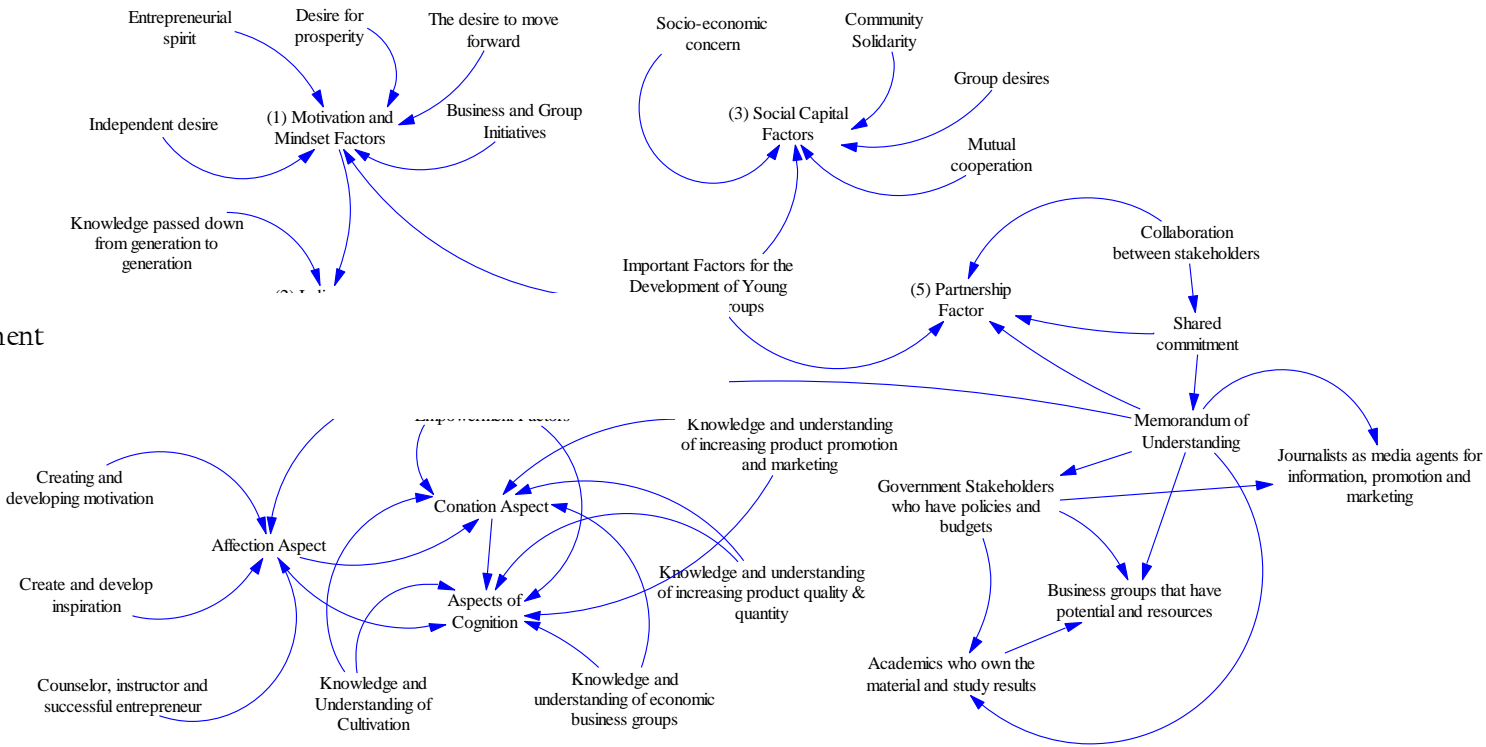 Entrepreneurial
spirit
Desire for
prosperity
The desire to move
forward
Independent desire
(1) Motivation and
Mindset Factors
Business and Group
Initiatives
Knowledge passed down
from generation to
generation
Socio-economic
concern
Community
Solidarity
Group desires
(3) Social Capital
Factors
Mutual
cooperation
Important Factors for the
Development of Young
Collaboration
between stakeholders
(5) Partnership
Factor
Shared
commitment
Memorandum of
Understanding
Journalists as media agents for
information, promotion and
marketing
Government Stakeholders
who have policies and
budgets
Business groups that have
potential and resources
Academics who own the
material and study results
Empowerment Factors
Knowledge and understanding
of increasing product promotion
and marketing
Creating and
developing motivation
Conation Aspect
Affection Aspect
Create and develop
inspiration
Aspects of
Cognition
Knowledge and understanding
of increasing product quality &
quantity
Counselor, instructor and
successful entrepreneur
Knowledge and
Understanding of
Cultivation
Knowledge and
understanding of economic
business groups